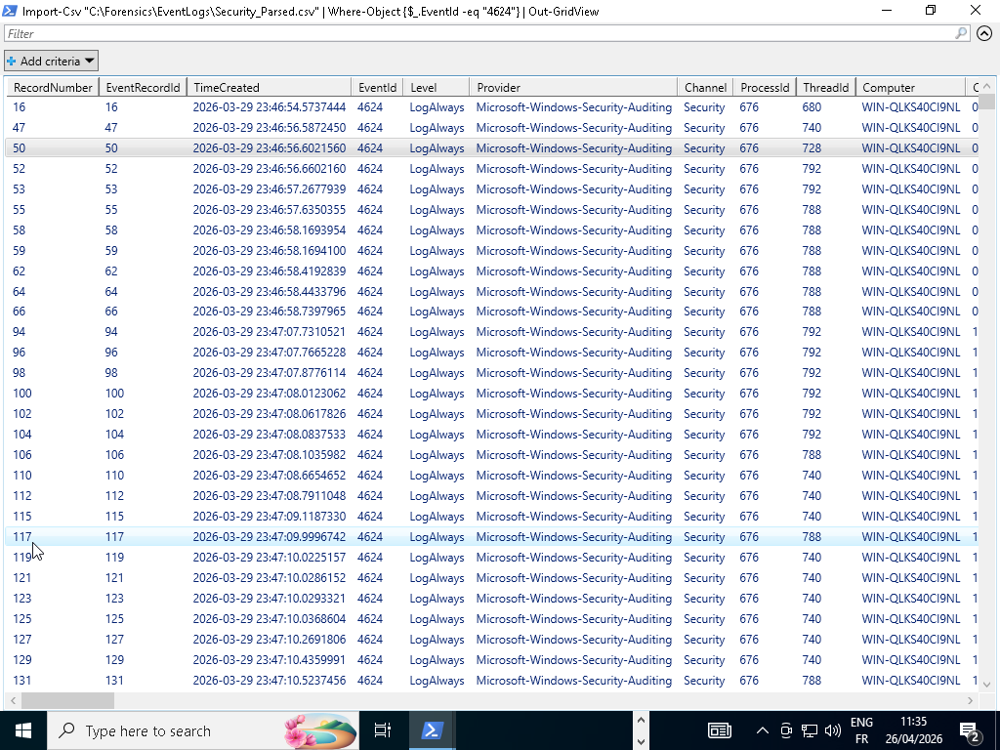 Import-Csv "C:\Forensics\EventLogs\Security_Parsed.csv" | Where-Object {$_.EventId -eq "4624"} | Out-GridView
Filter
Add criteria
RecordNumber EventRecordId TimeCreated EventId Level Provider Channel ProcessId ThreadId Computer C
16 16 2026-03-29 23:46:54.5737444 4624 LogAlways Microsoft-Windows-Security-Auditing Security 676 680 WIN-QLKS40CI9NL 0
47 47 2026-03-29 23:46:56.5872450 4624 LogAlways Microsoft-Windows-Security-Auditing Security 676 740 WIN-QLKS40CI9NL 0
50 50 2026-03-29 23:46:56.6021560 4624 LogAlways Microsoft-Windows-Security-Auditing Security 676 728 WIN-QLKS40CI9NL 0
52 52 2026-03-29 23:46:56.6602160 4624 LogAlways Microsoft-Windows-Security-Auditing Security 676 792 WIN-QLKS40CI9NL 0
53 53 2026-03-29 23:46:57.2677939 4624 LogAlways Microsoft-Windows-Security-Auditing Security 676 792 WIN-QLKS40CI9NL 0
55 55 2026-03-29 23:46:57.6350355 4624 LogAlways Microsoft-Windows-Security-Auditing Security 676 788 WIN-QLKS40CI9NL 0
58 58 2026-03-29 23:46:58.1693954 4624 LogAlways Microsoft-Windows-Security-Auditing Security 676 788 WIN-QLKS40CI9NL 0
59 59 2026-03-29 23:46:58.1694100 4624 LogAlways Microsoft-Windows-Security-Auditing Security 676 788 WIN-QLKS40CI9NL 0
62 62 2026-03-29 23:46:58.4192839 4624 LogAlways Microsoft-Windows-Security-Auditing Security 676 788 WIN-QLKS40CI9NL 0
64 64 2026-03-29 23:46:58.4433796 4624 LogAlways Microsoft-Windows-Security-Auditing Security 676 788 WIN-QLKS40CI9NL 0
66 66 2026-03-29 23:46:58.7397965 4624 LogAlways Microsoft-Windows-Security-Auditing Security 676 788 WIN-QLKS40CI9NL 0
94 94 2026-03-29 23:47:07.7310521 4624 LogAlways Microsoft-Windows-Security-Auditing Security 676 792 WIN-QLKS40CI9NL 1
96 96 2026-03-29 23:47:07.7665228 4624 LogAlways Microsoft-Windows-Security-Auditing Security 676 792 WIN-QLKS40CI9NL 1
98 98 2026-03-29 23:47:07.8776114 4624 LogAlways Microsoft-Windows-Security-Auditing Security 676 792 WIN-QLKS40CI9NL 1
100 100 2026-03-29 23:47:08.0123062 4624 LogAlways Microsoft-Windows-Security-Auditing Security 676 792 WIN-QLKS40CI9NL 1
102 102 2026-03-29 23:47:08.0617826 4624 LogAlways Microsoft-Windows-Security-Auditing Security 676 792 WIN-QLKS40CI9NL 1
104 104 2026-03-29 23:47:08.0837533 4624 LogAlways Microsoft-Windows-Security-Auditing Security 676 792 WIN-QLKS40CI9NL 1
106 106 2026-03-29 23:47:08.1035982 4624 LogAlways Microsoft-Windows-Security-Auditing Security 676 788 WIN-QLKS40CI9NL 1
110 110 2026-03-29 23:47:08.6654652 4624 LogAlways Microsoft-Windows-Security-Auditing Security 676 740 WIN-QLKS40CI9NL 1
112 112 2026-03-29 23:47:08.7911048 4624 LogAlways Microsoft-Windows-Security-Auditing Security 676 740 WIN-QLKS40CI9NL 1
115 115 2026-03-29 23:47:09.1187330 4624 LogAlways Microsoft-Windows-Security-Auditing Security 676 740 WIN-QLKS40CI9NL 1
117 117 2026-03-29 23:47:09.9996742 4624 LogAlways Microsoft-Windows-Security-Auditing Security 676 788 WIN-QLKS40CI9NL 1
119 119 2026-03-29 23:47:10.0225157 4624 LogAlways Microsoft-Windows-Security-Auditing Security 676 740 WIN-QLKS40CI9NL 1
121 121 2026-03-29 23:47:10.0286152 4624 LogAlways Microsoft-Windows-Security-Auditing Security 676 740 WIN-QLKS40CI9NL 1
123 123 2026-03-29 23:47:10.0293321 4624 LogAlways Microsoft-Windows-Security-Auditing Security 676 740 WIN-QLKS40CI9NL 1
125 125 2026-03-29 23:47:10.0368604 4624 LogAlways Microsoft-Windows-Security-Auditing Security 676 740 WIN-QLKS40CI9NL 1
127 127 2026-03-29 23:47:10.2691806 4624 LogAlways Microsoft-Windows-Security-Auditing Security 676 740 WIN-QLKS40CI9NL 1
129 129 2026-03-29 23:47:10.4359991 4624 LogAlways Microsoft-Windows-Security-Auditing Security 676 740 WIN-QLKS40CI9NL 1
131 131 2026-03-29 23:47:10.5237456 4624 LogAlways Microsoft-Windows-Security-Auditing Security 676 788 WIN-QLKS40CI9NL 1
Type here to search
ENG 11:35
FR 26/04/2026 2